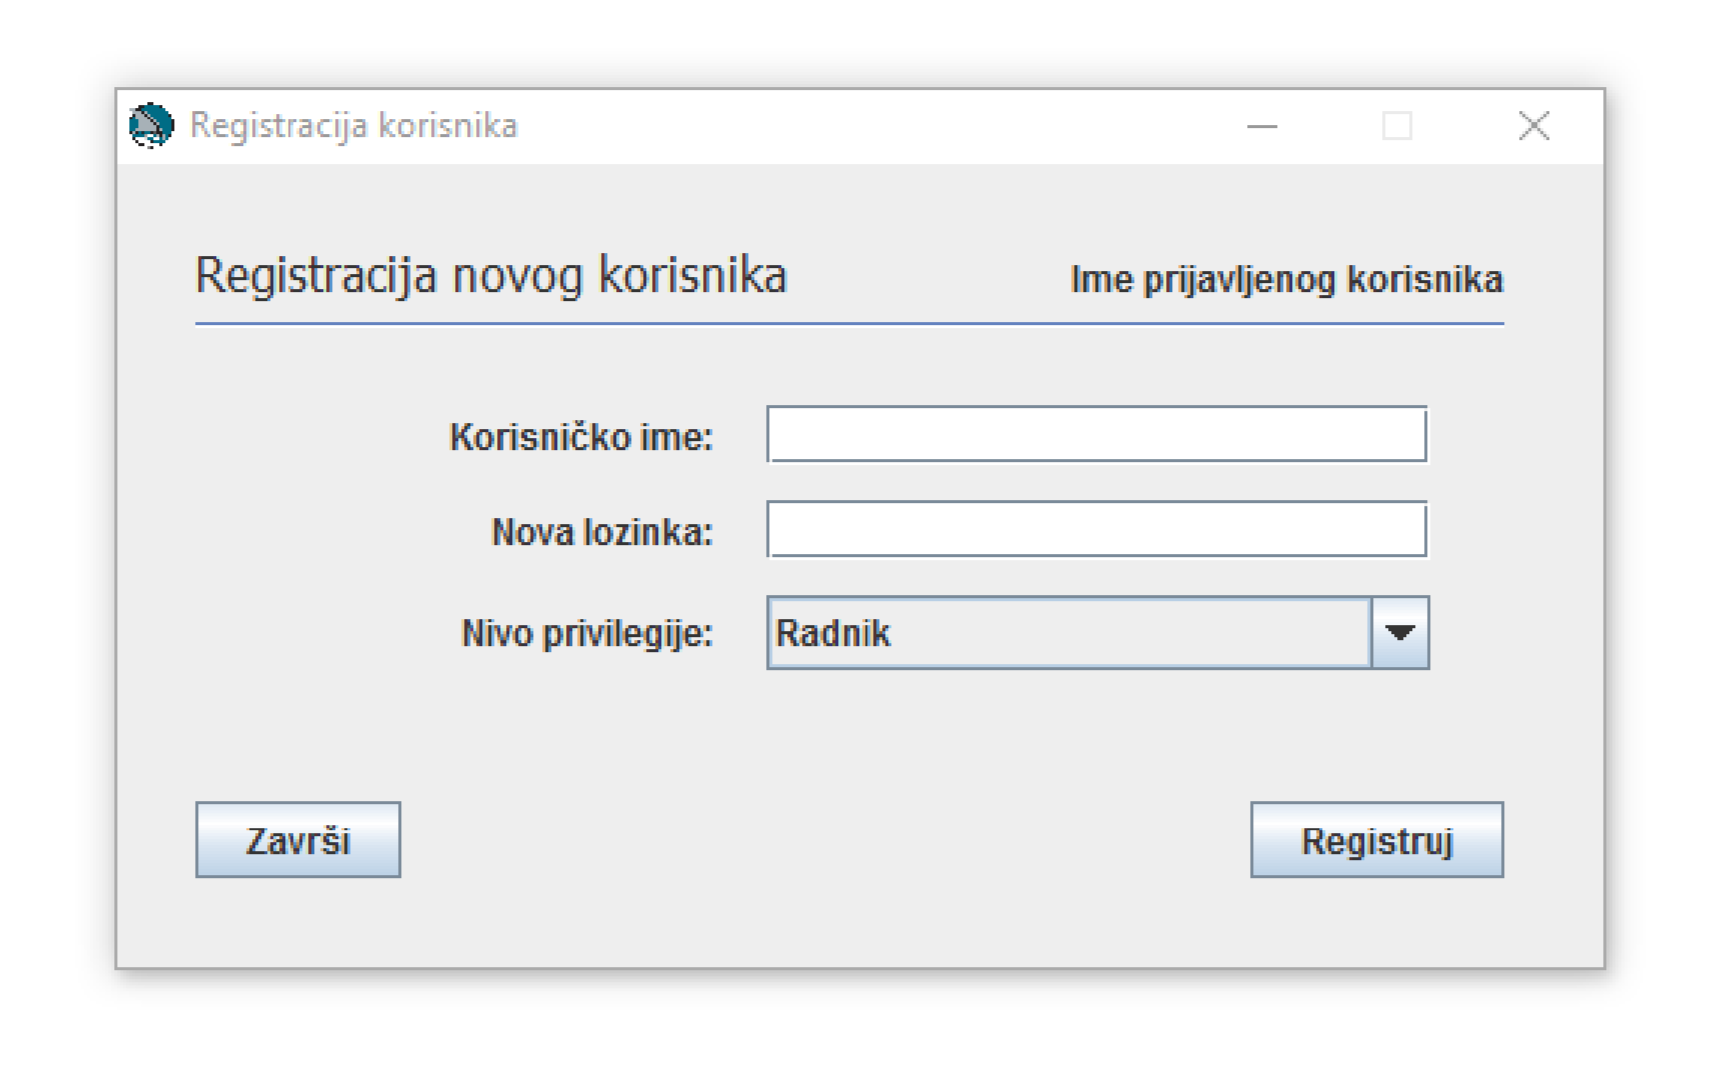 Registracija korisnika
Registracija novog korisnika
Ime prijavljenog korisnika
Korisničko ime:
Nova lozinka:
Nivo privilegije: Radnik
Završi
Registruj